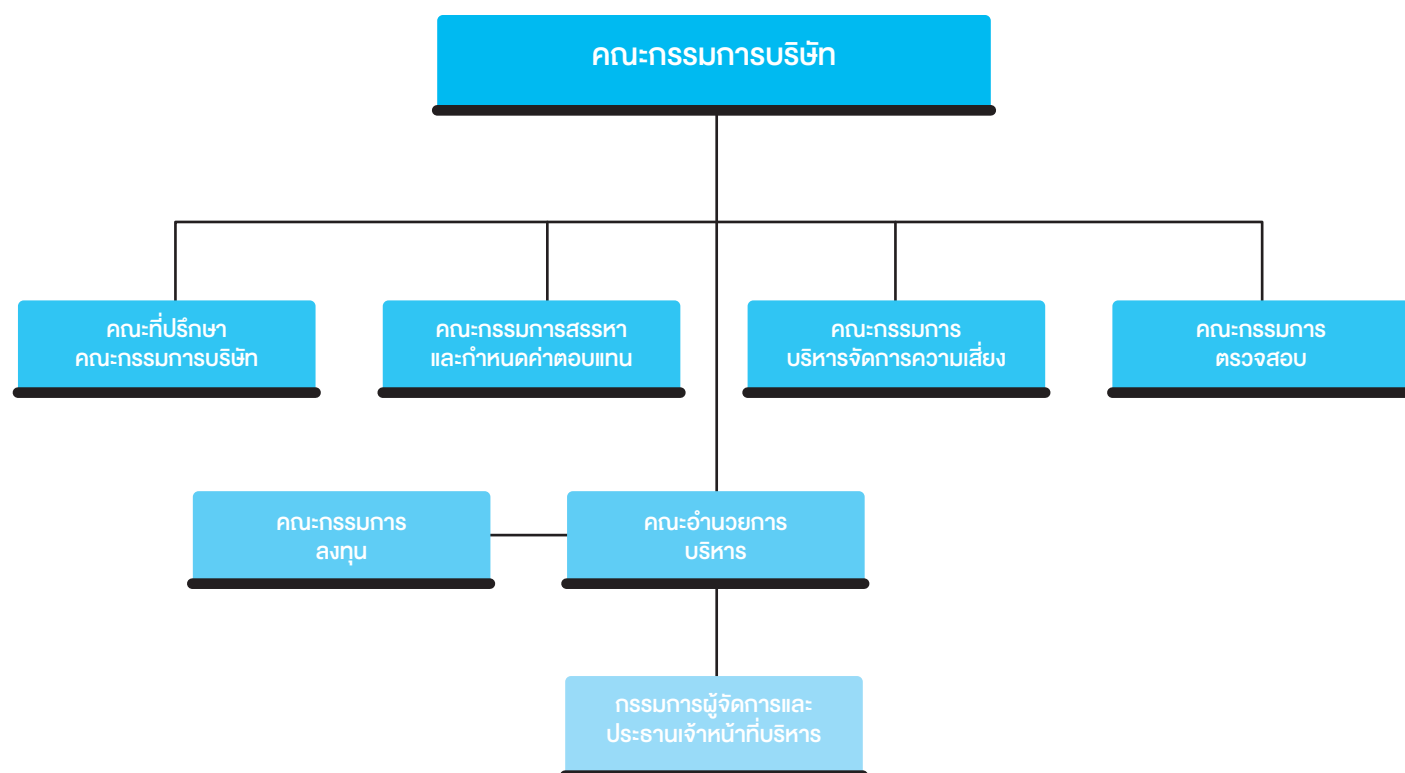 คณะกรรมการบริษัท
คณะที่ปรึกษา
คณะกรรมการบริษัท
คณะกรรมการสรรหา
และกำหนดค่าตอบแทน
คณะกรรมการ
บริหารจัดการความเสี่ยง
คณะกรรมการ
ตรวจสอบ
คณะกรรมการ
ลงทุน
คณะอำนวยการ
บริหาร
กรรมการผู้จัดการและ
ประธานเจ้าหน้าที่บริหาร